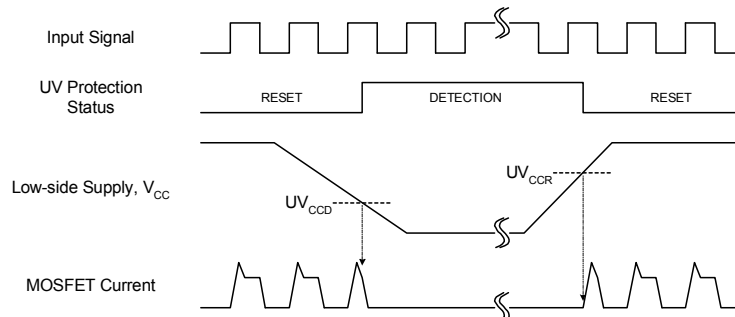 Input Signal
UV Protection
Status
RESET
DETECTION
RESET
Low-side Supply, VCC
UVCCD
UVCCR
MOSFET Current